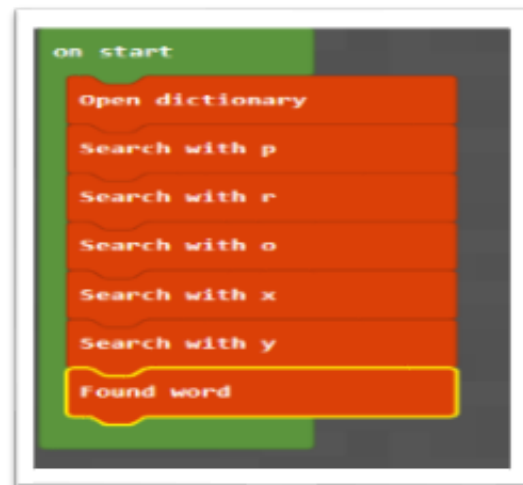 on start
Open dictionary
Search with p
Search with r
Search with o
Search with x
Search with y
Found word